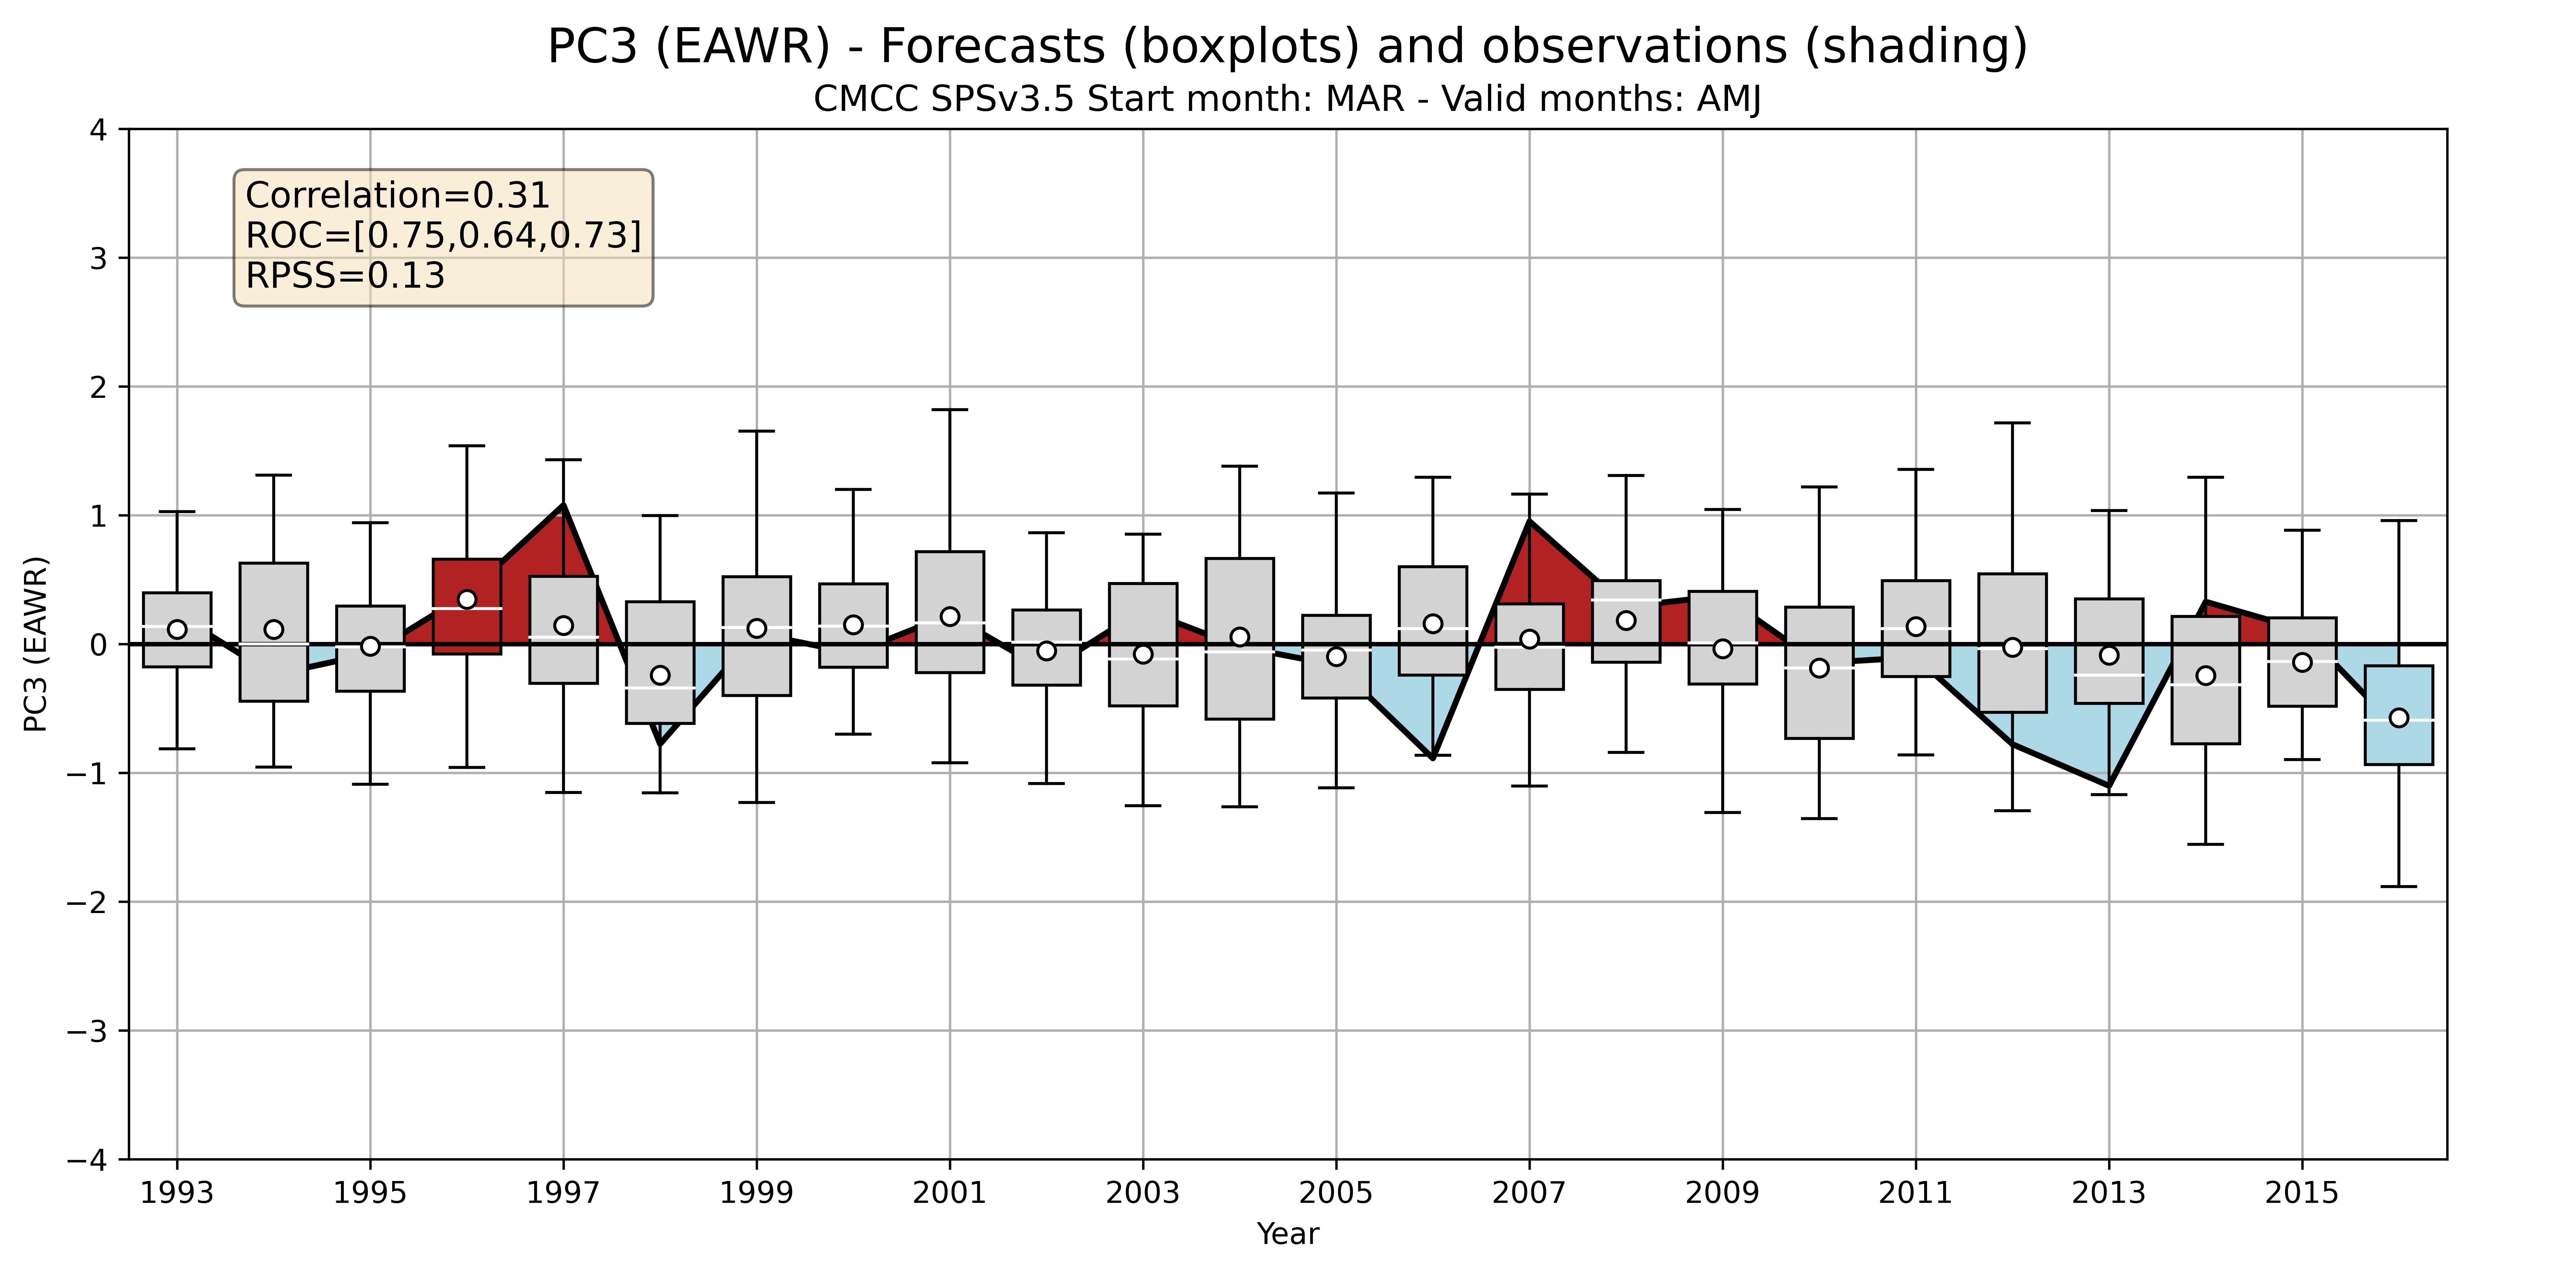 PC3 (EAWR) - Forecasts (boxplots) and observations (shading)
CMCC SPSv3.5 Start month: MAR - Valid months: AMJ
Correlation=0.31
ROC=[0.75,0.64,0.73]
RPSS=0.13
PC3 (EAWR)
4
3
2
1
0
−1
−2
−3
−4
1993 1995 1997 1999 2001 2003 2005 2007 2009 2011 2013 2015
Year